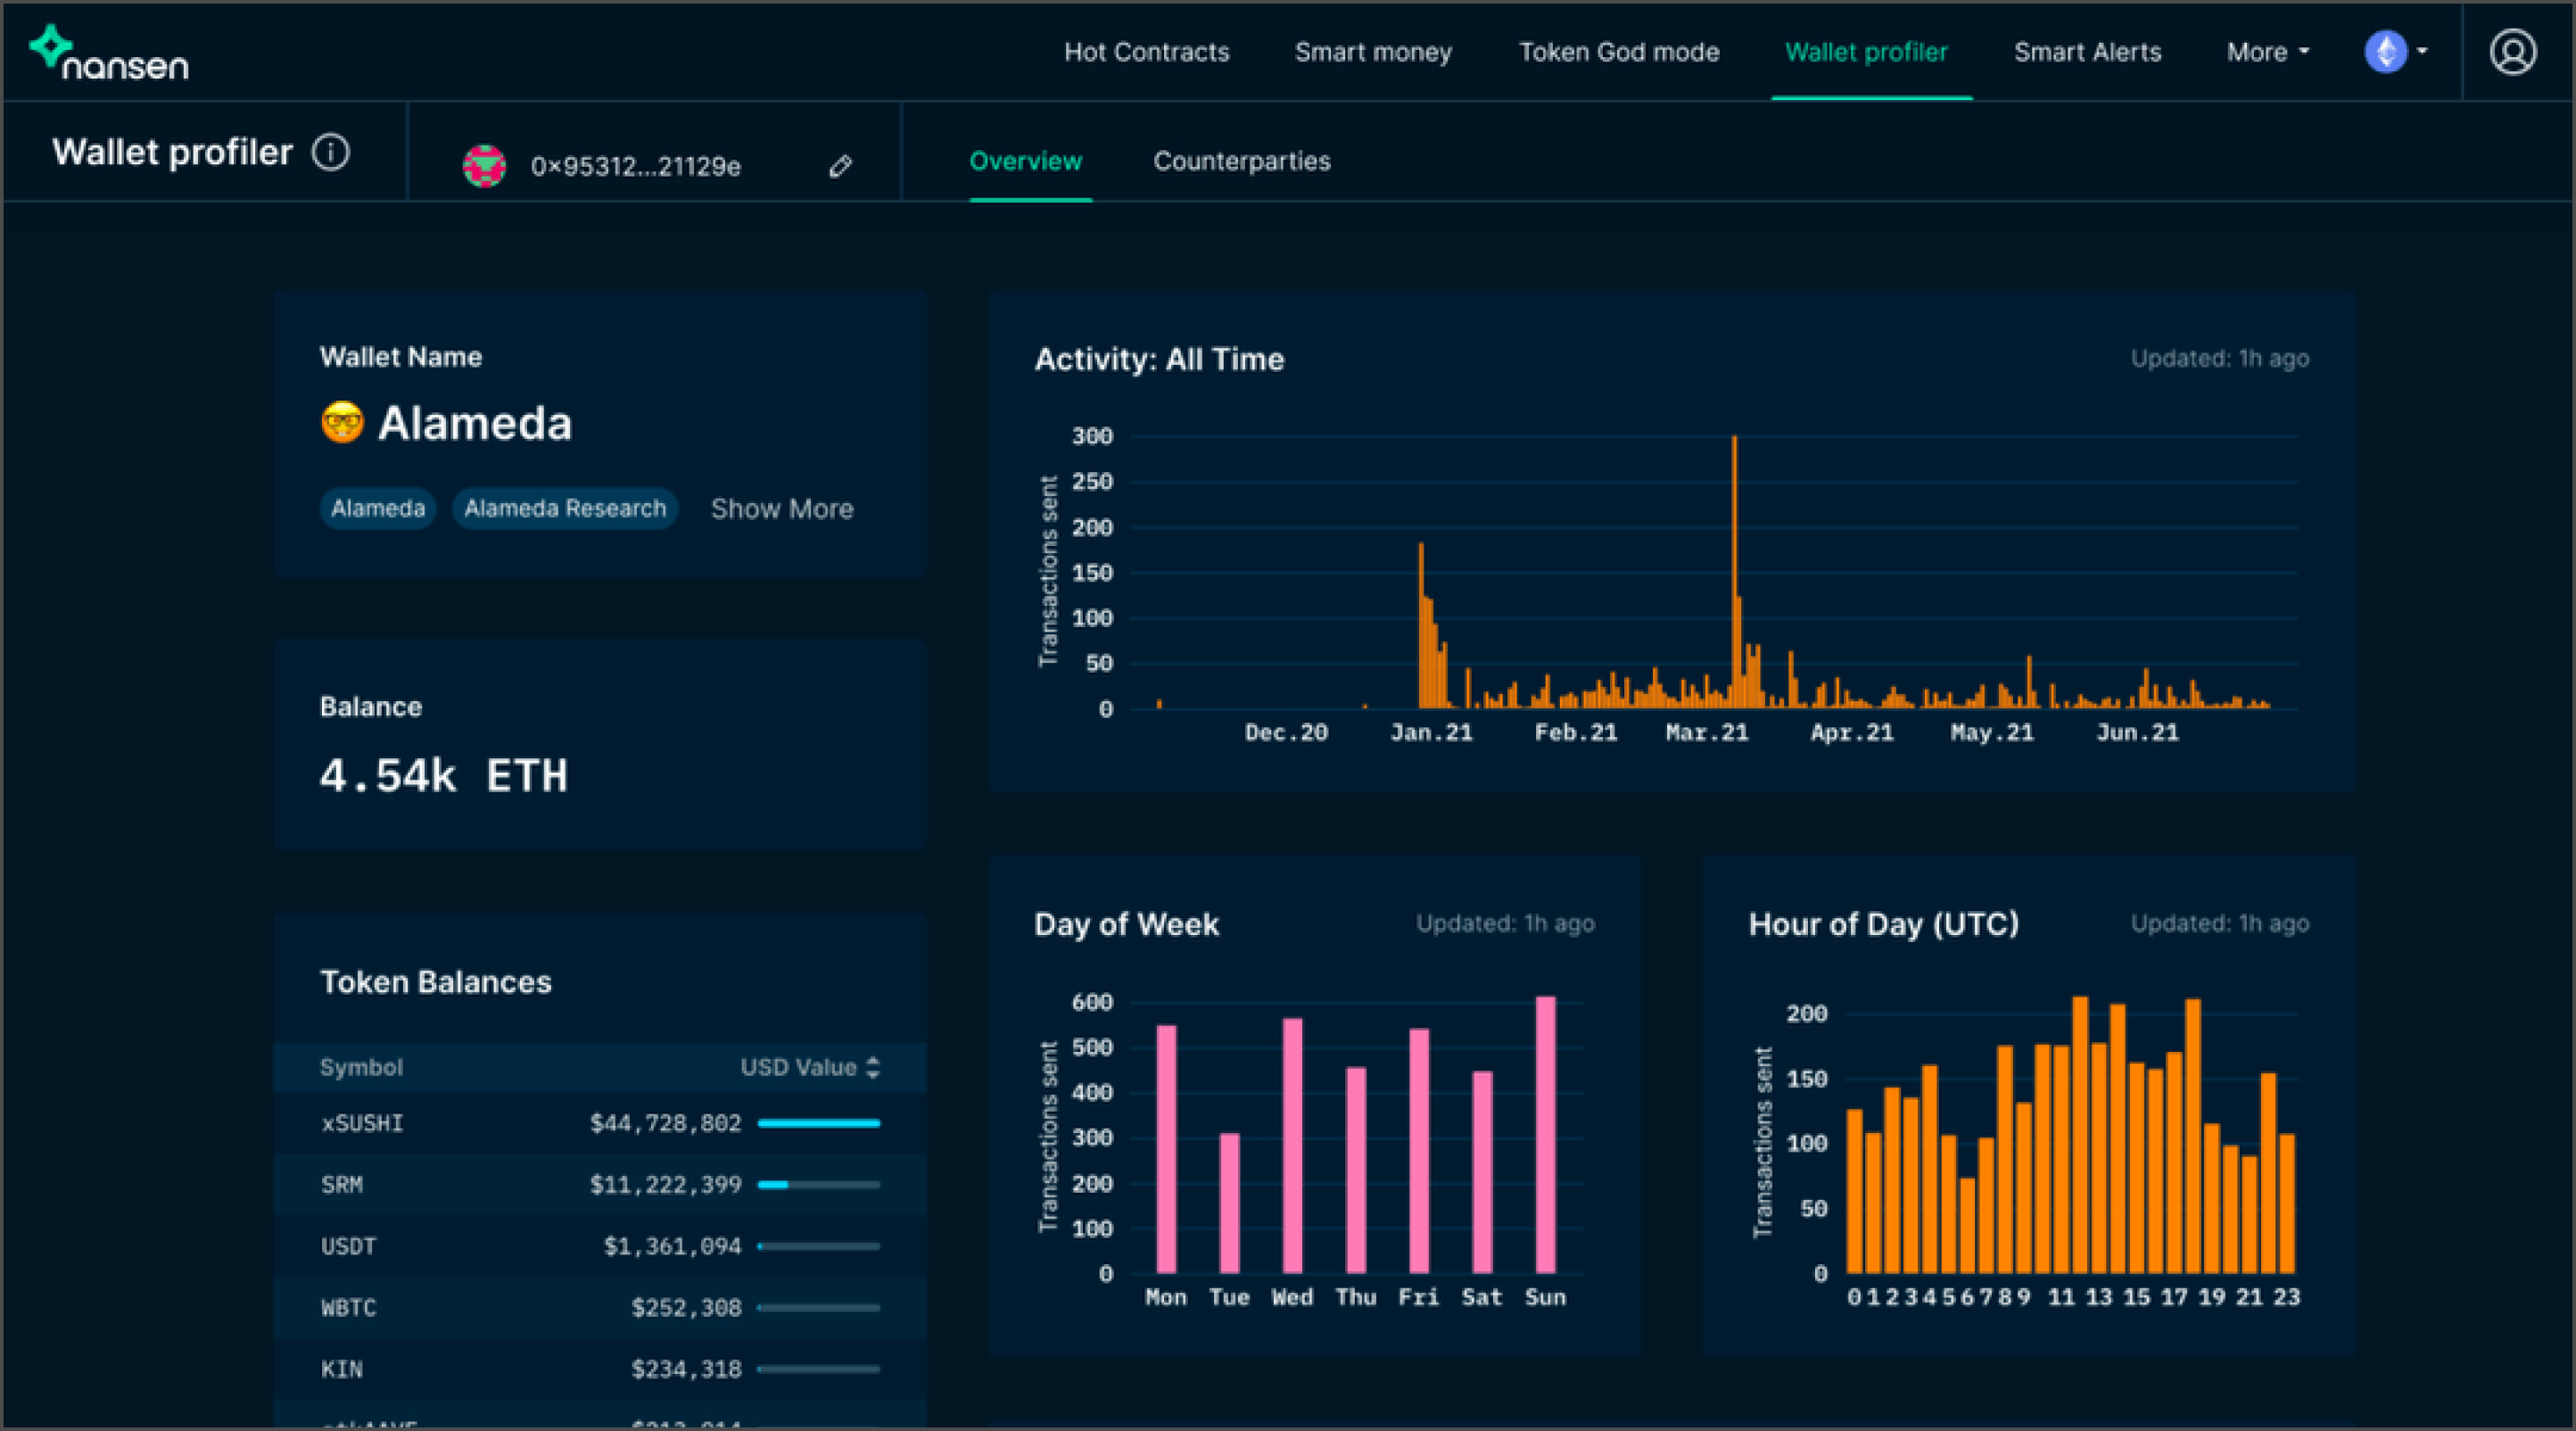 nansen
Hot Contracts Smart money Token God mode Wallet profiler Smart Alerts More
Wallet profiler
0×95312...21129e
Overview Counterparties
Wallet Name
Alameda
Alameda Research Show More
Alameda
Balance
4.54k ETH
Token Balances
Symbol USD Value
xSUSHI $44,728,802
SRM $11,222,399
USDT $1,361,094
WBTC $252,308
KIN $234,318
Activity: All Time Updated: 1h ago
Transactions sent
300
250
200
150
100
50
0
Dec.20 Jan.21 Feb.21 Mar.21 Apr.21 May.21 Jun.21
Day of Week Updated: 1h ago
Transactions sent
600
500
400
300
200
100
0
Mon Tue Wed Thu Fri Sat Sun
Hour of Day (UTC) Updated: 1h ago
Transactions sent
200
150
100
50
0
0 1 2 3 4 5 6 7 8 9 11 13 15 17 19 21 23